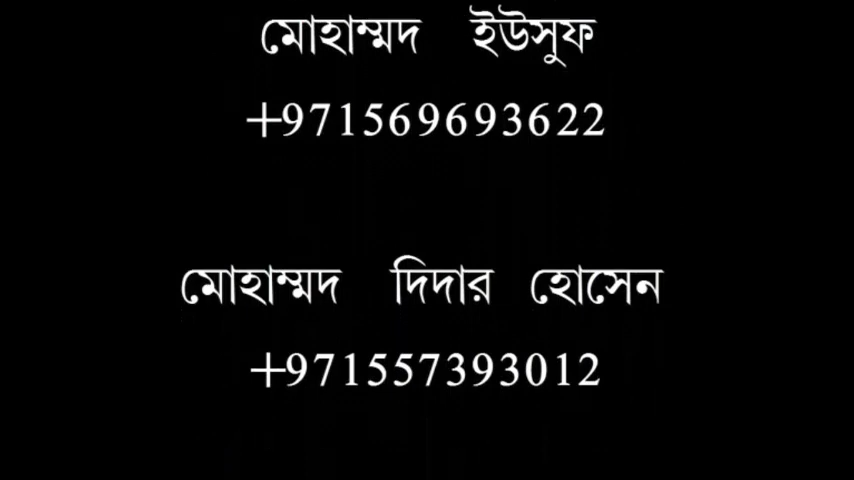 মোহাম্মদ ইউসুফ
+971569693622
মোহাম্মদ দিদার হোসেন
+971557393012